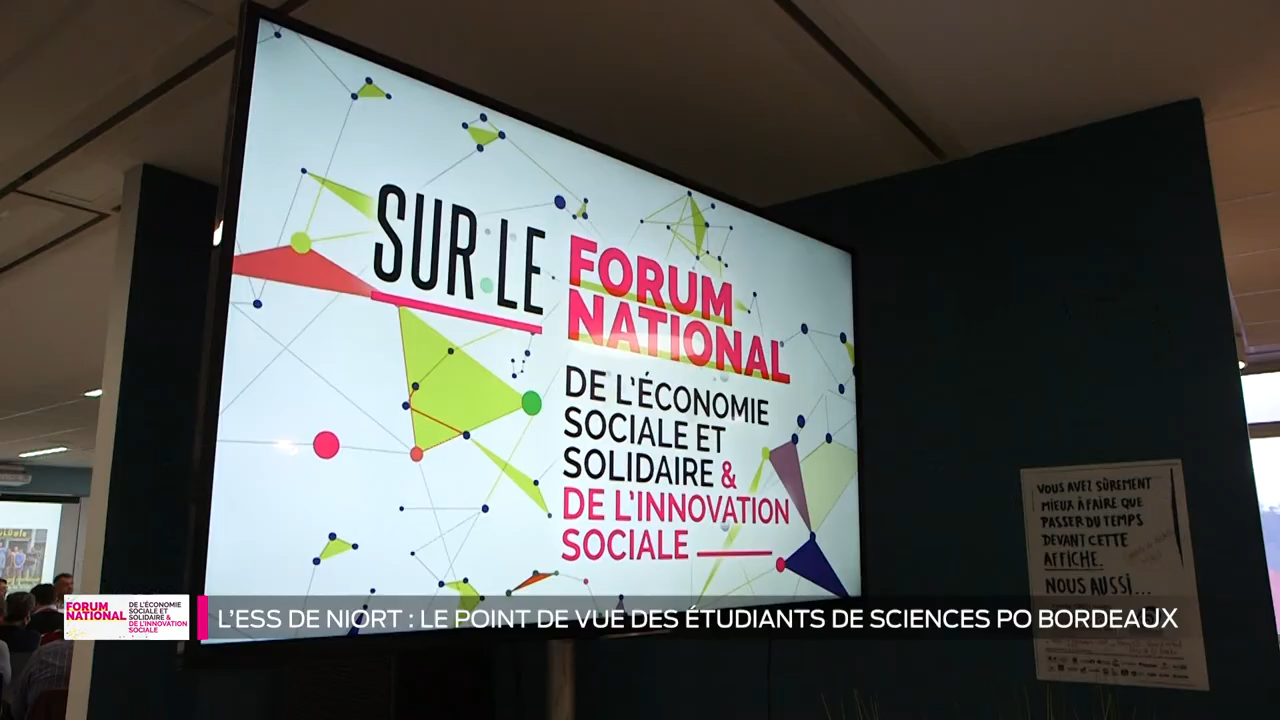 SUR LE
FORUM
NATIONAL
DE L'ÉCONOMIE
SOCIALE ET
SOLIDAIRE &
DE L'INNOVATION
SOCIALE
VOUS AVEZ SÛREMENT
MIEUX À FAIRE QUE
PASSER DU TEMPS
DEVANT CETTE
AFFICHE.
NOUS AUSSI...
FORUM
NATIONAL
DE L'ÉCONOMIE
SOCIALE ET
SOLIDAIRE &
DE L'INNOVATION
SOCIALE
L'ESS DE NIORT : LE POINT DE VUE DES ÉTUDIANTS DE SCIENCES PO BORDEAUX